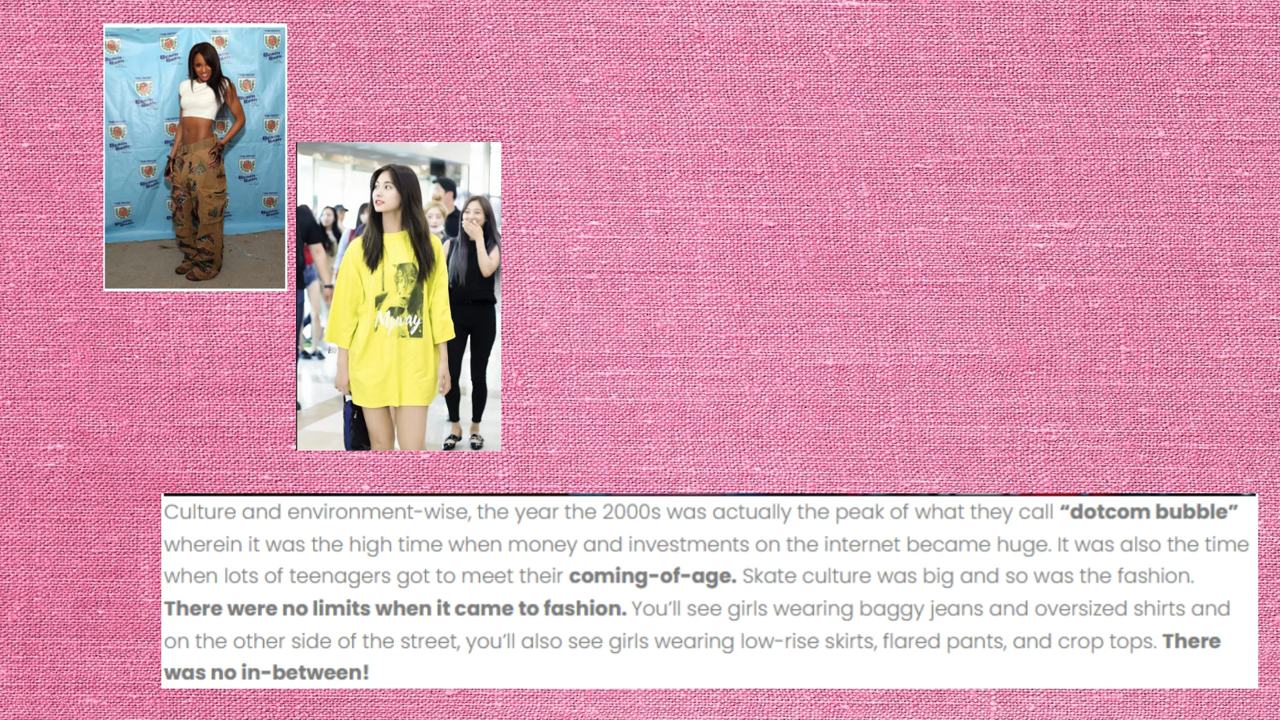 Myway.
Culture and environment-wise, the year the 2000s was actually the peak of what they call “dotcom bubble”
wherein it was the high time when money and investments on the internet became huge. It was also the time
when lots of teenagers got to meet their coming-of-age. Skate culture was big and so was the fashion.
There were no limits when it came to fashion. You’ll see girls wearing baggy jeans and oversized shirts and
on the other side of the street, you’ll also see girls wearing low-rise skirts, flared pants, and crop tops. There
was no in-between!